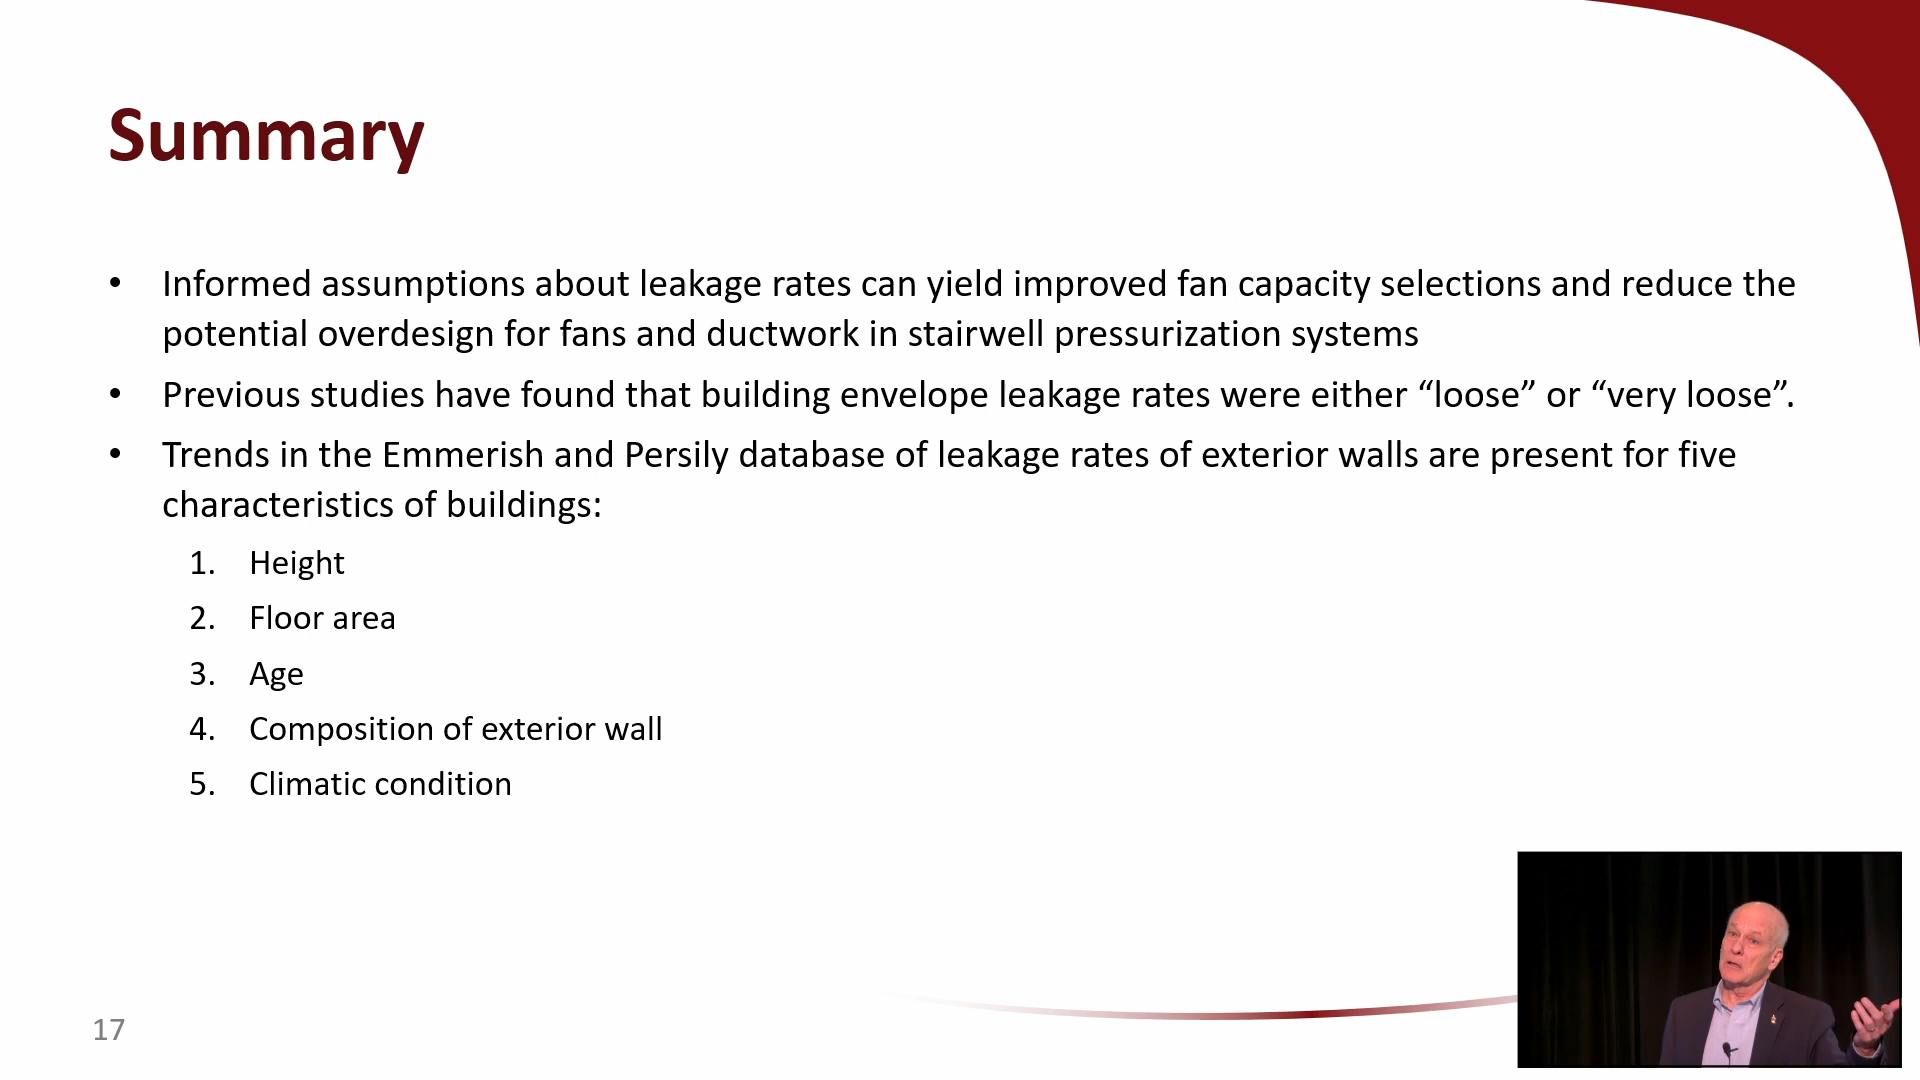 Summary
• Informed assumptions about leakage rates can yield improved fan capacity selections and reduce the
potential overdesign for fans and ductwork in stairwell pressurization systems
• Previous studies have found that building envelope leakage rates were either “loose” or “very loose”.
• Trends in the Emmerish and Persily database of leakage rates of exterior walls are present for five
characteristics of buildings:
1. Height
2. Floor area
3. Age
4. Composition of exterior wall
5. Climatic condition
17